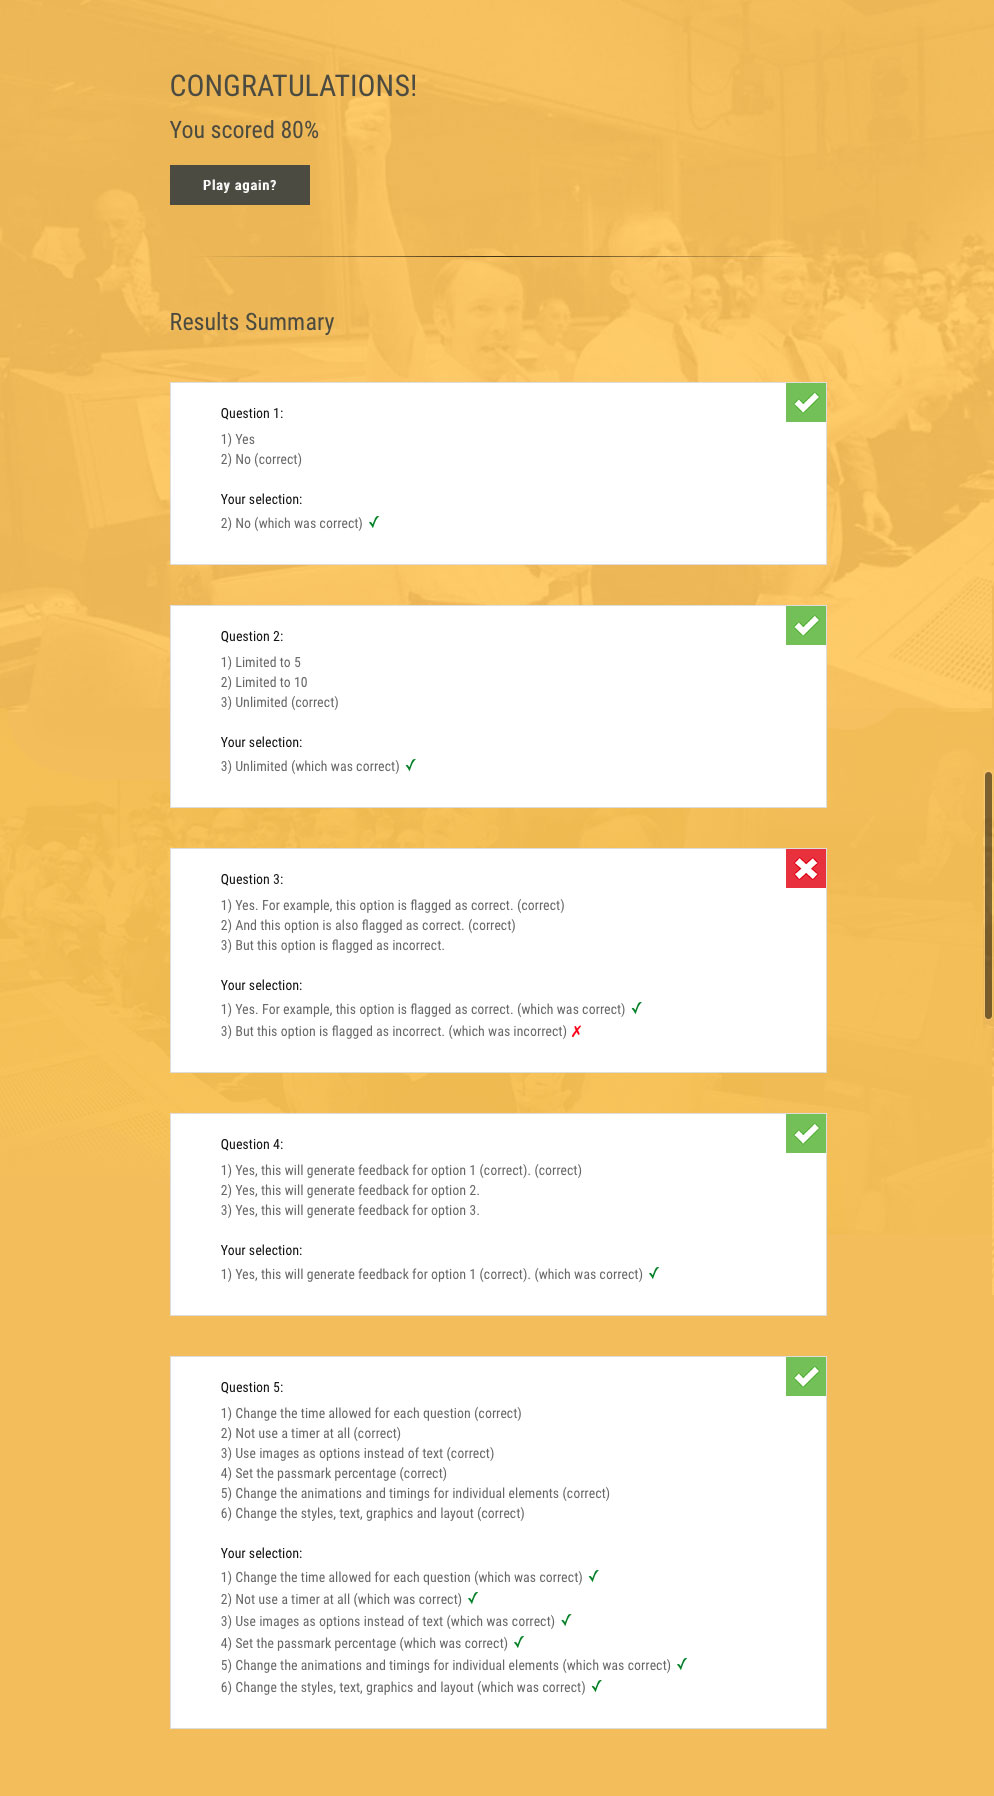 CONGRATULATIONS!
You scored 80%
Play again?
Results Summary
Question 1:
1) Yes
2) No (correct)
Your selection:
2) No (which was correct) ✓
Question 2:
1) Limited to 5
2) Limited to 10
3) Unlimited (correct)
Your selection:
3) Unlimited (which was correct) ✓
Question 3:
1) Yes. For example, this option is flagged as correct. (correct)
2) And this option is also flagged as correct. (correct)
3) But this option is flagged as incorrect.
Your selection:
1) Yes. For example, this option is flagged as correct. (which was correct) ✓
3) But this option is flagged as incorrect. (which was incorrect) ✗
Question 4:
1) Yes, this will generate feedback for option 1 (correct). (correct)
2) Yes, this will generate feedback for option 2.
3) Yes, this will generate feedback for option 3.
Your selection:
1) Yes, this will generate feedback for option 1 (correct). (which was correct) ✓
Question 5:
1) Change the time allowed for each question (correct)
2) Not use a timer at all (correct)
3) Use images as options instead of text (correct)
4) Set the passmark percentage (correct)
5) Change the animations and timings for individual elements (correct)
6) Change the styles, text, graphics and layout (correct)
Your selection:
1) Change the time allowed for each question (which was correct) ✓
2) Not use a timer at all (which was correct) ✓
3) Use images as options instead of text (which was correct) ✓
4) Set the passmark percentage (which was correct) ✓
5) Change the animations and timings for individual elements (which was correct) ✓
6) Change the styles, text, graphics and layout (which was correct) ✓